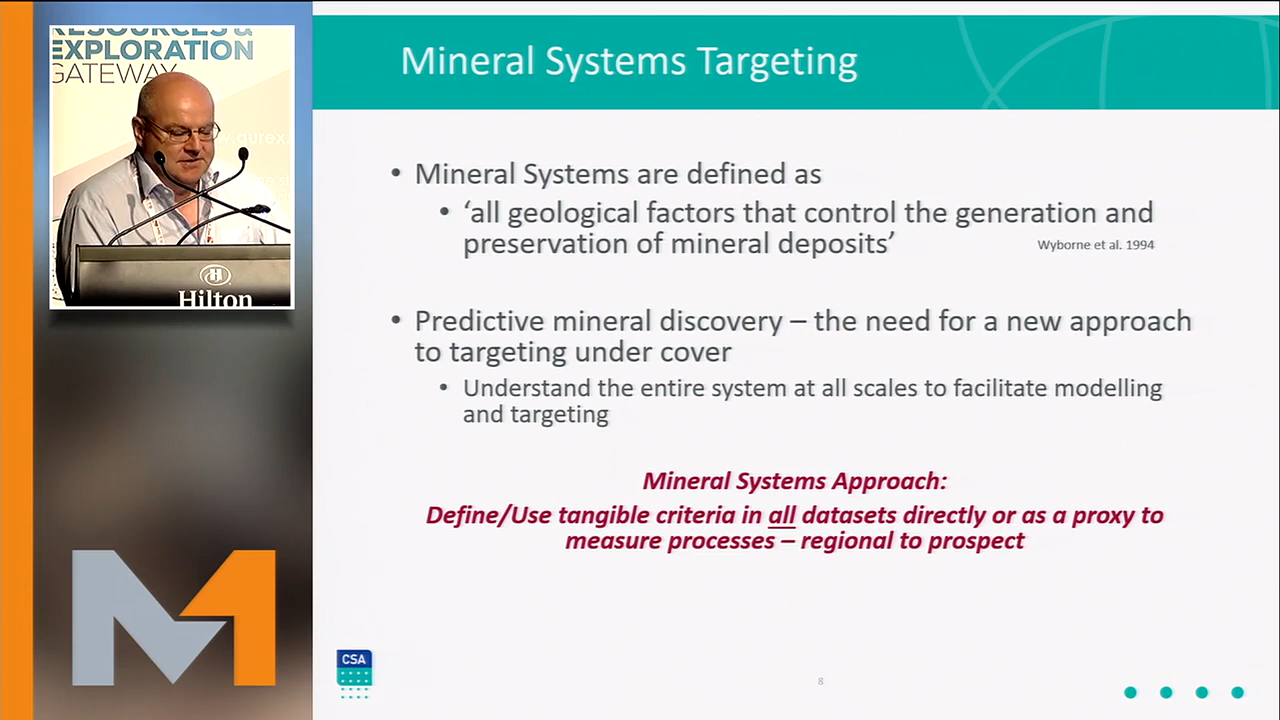 RESOURCES &
EXPLORATION
GATEWAY
Hilton
Mineral Systems Targeting
• Mineral Systems are defined as
• ‘all geological factors that control the generation and
preservation of mineral deposits’
Wyborne et al. 1994
• Predictive mineral discovery – the need for a new approach
to targeting under cover
• Understand the entire system at all scales to facilitate modelling
and targeting
Mineral Systems Approach:
Define/Use tangible criteria in all datasets directly or as a proxy to
measure processes – regional to prospect
CSA
8